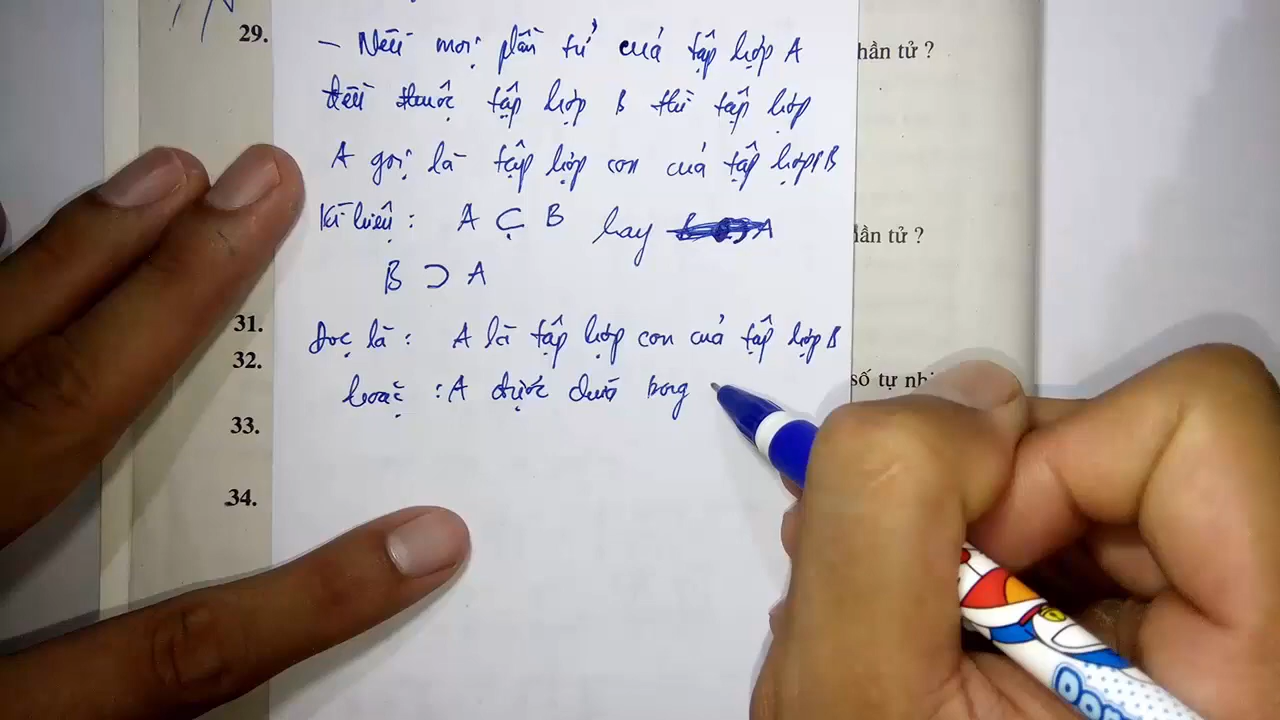 29.
– Nếu mọi phần tử của tập hợp A
hần tử ?
đều thuộc tập hợp B thì tập hợp
A gọi là tập hợp con của tập hợp B
Kí hiệu : A ⊂ B hay A
ần tử ?
B ⊃ A
31.
Đọc là : A là tập hợp con của tập hợp B
32.
số tự nhi
hoặc : A được chứa trong
33.
34.